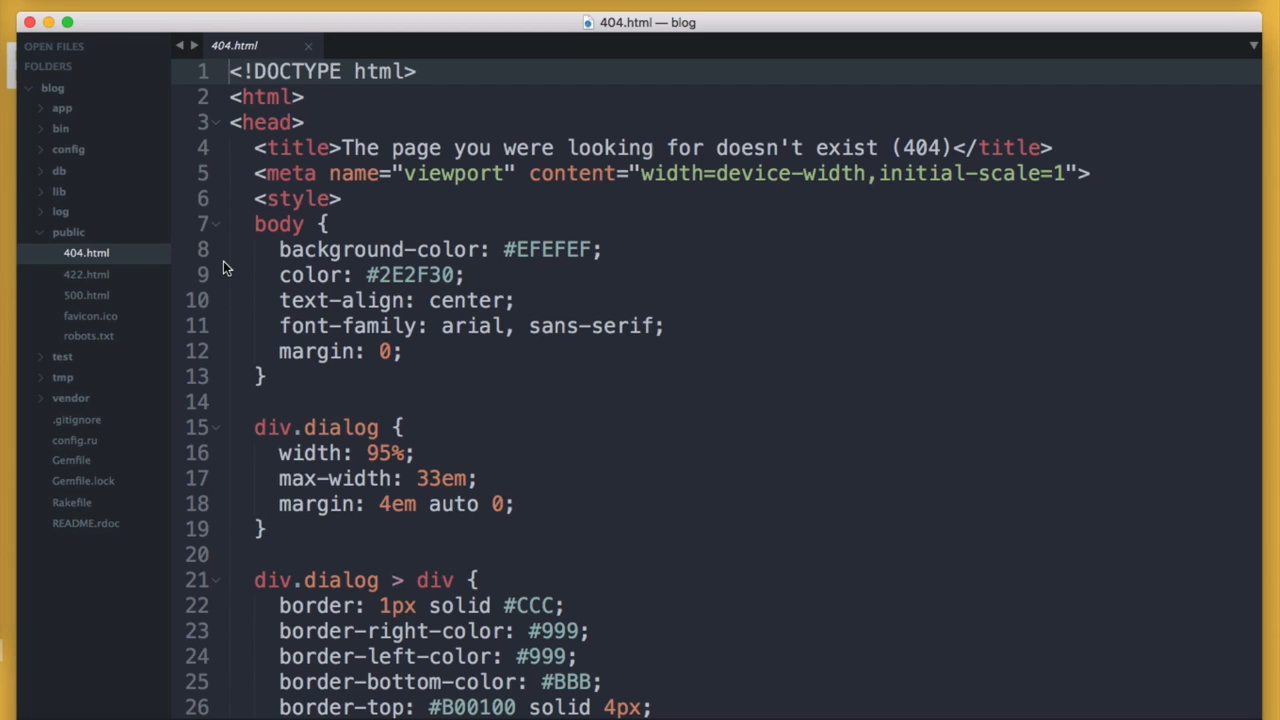 404.html — blog
OPEN FILES
FOLDERS
blog
app
bin
config
db
lib
log
public
404.html
422.html
500.html
favicon.ico
robots.txt
test
tmp
vendor
.gitignore
config.ru
Gemfile
Gemfile.lock
Rakefile
README.rdoc
404.html
1 <!DOCTYPE html>
2 <html>
3 <head>
4   <title>The page you were looking for doesn't exist (404)</title>
5   <meta name="viewport" content="width=device-width,initial-scale=1">
6   <style>
7   body {
8     background-color: #EFEFEF;
9     color: #2E2F30;
10     text-align: center;
11     font-family: arial, sans-serif;
12     margin: 0;
13   }
14
15   div.dialog {
16     width: 95%;
17     max-width: 33em;
18     margin: 4em auto 0;
19   }
20
21   div.dialog > div {
22     border: 1px solid #CCC;
23     border-right-color: #999;
24     border-left-color: #999;
25     border-bottom-color: #BBB;
26     border-top: #B00100 solid 4px;